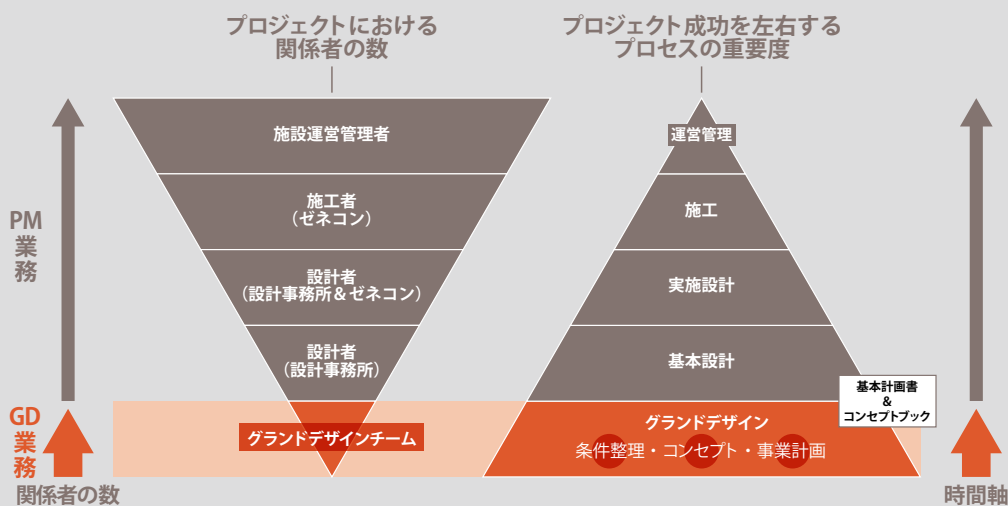 プロジェクトにおける
関係者の数
プロジェクト成功を左右する
プロセスの重要度
施設運営管理者
施工者
（ゼネコン）
設計者
（設計事務所＆ゼネコン）
設計者
（設計事務所）
グランドデザインチーム
運営管理
施工
実施設計
基本設計
基本計画書
&
コンセプトブック
グランドデザイン
条件整理・コンセプト・事業計画
PM
業
務
GD
業
務
関係者の数
時間軸